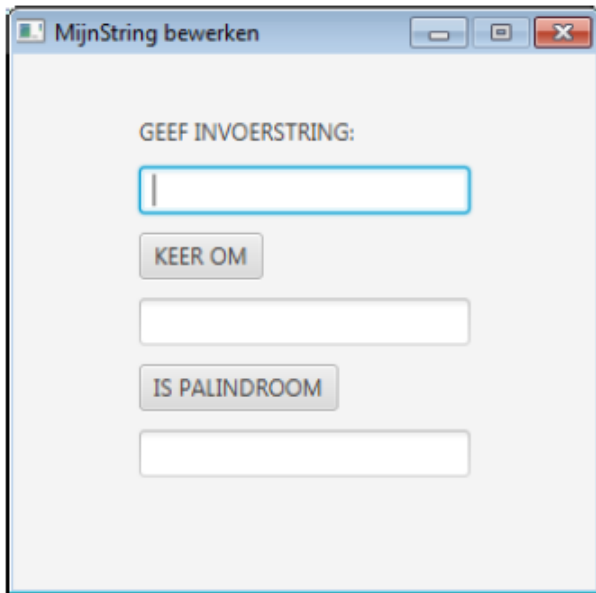 MijnString bewerken
GEEF INVOERSTRING:
KEER OM
IS PALINDROOM